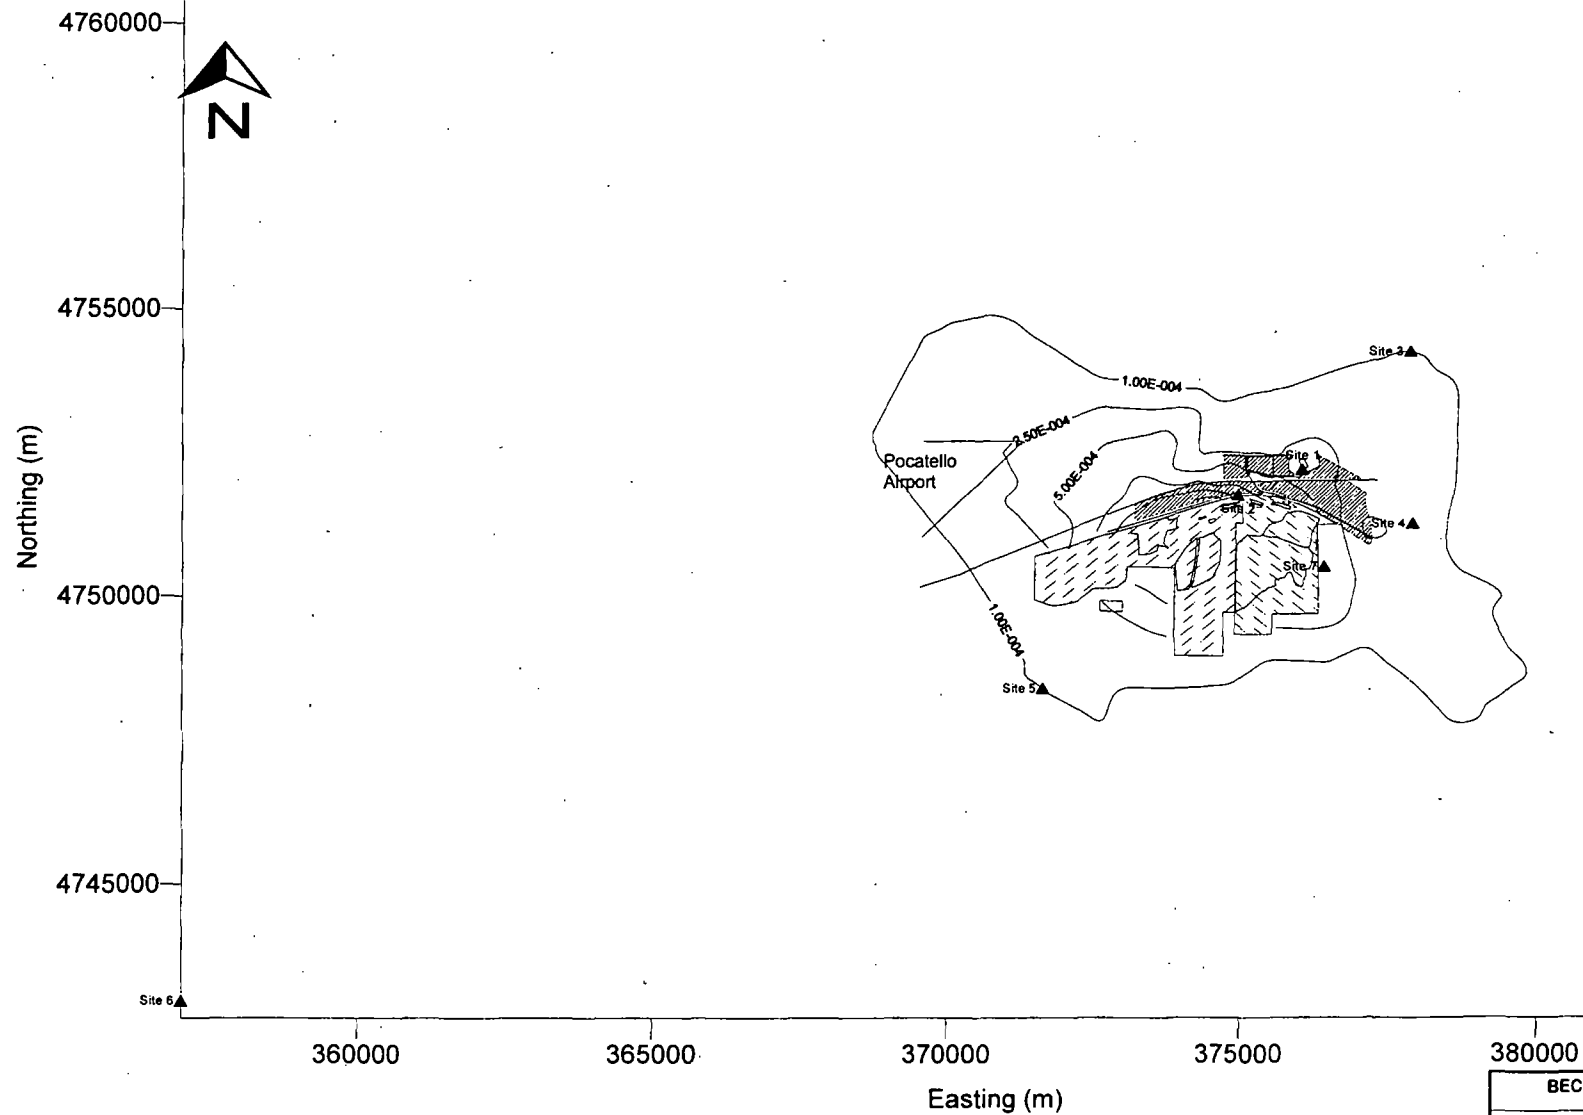 4760000
N
4755000
Site 3
1.00E-004
2.50E-004
Pocatello
Airport
5.00E-004
Site 1
Site 2
Site 4
Northing (m)
Site 7
4750000
1.00E-004
Site 5
4745000
Site 6
360000
365000
370000
375000
380000
Easting (m)
BEC